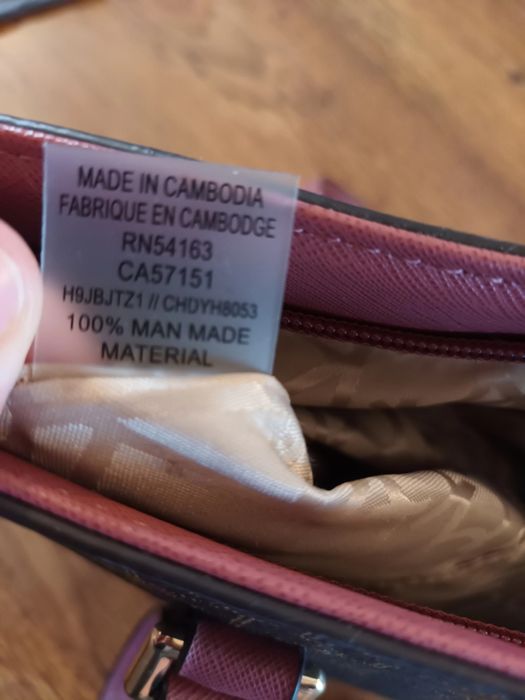 MADE IN CAMBODIA
FABRIQUE EN CAMBODGE
RN54163
CA57151
H9JBJTZ1 // CHDYH8053
100% MAN MADE
MATERIAL